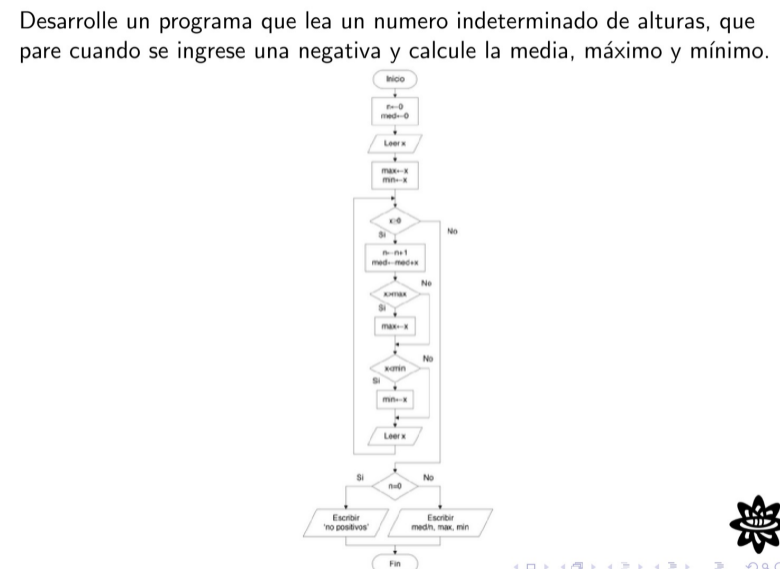 Desarrolle un programa que lea un numero indeterminado de alturas, que
pare cuando se ingrese una negativa y calcule la media, máximo y mínimo.
Inicio
n←0
med←0
Leer x
max←x
min←x
Si
No
n←n+1
med←med+x
No
x>max
Si
max←x
No
x<min
Si
min←x
Leer x
Si
No
n=0
Escribir
'no positivos'
Escribir
med/n, max, min
Fin